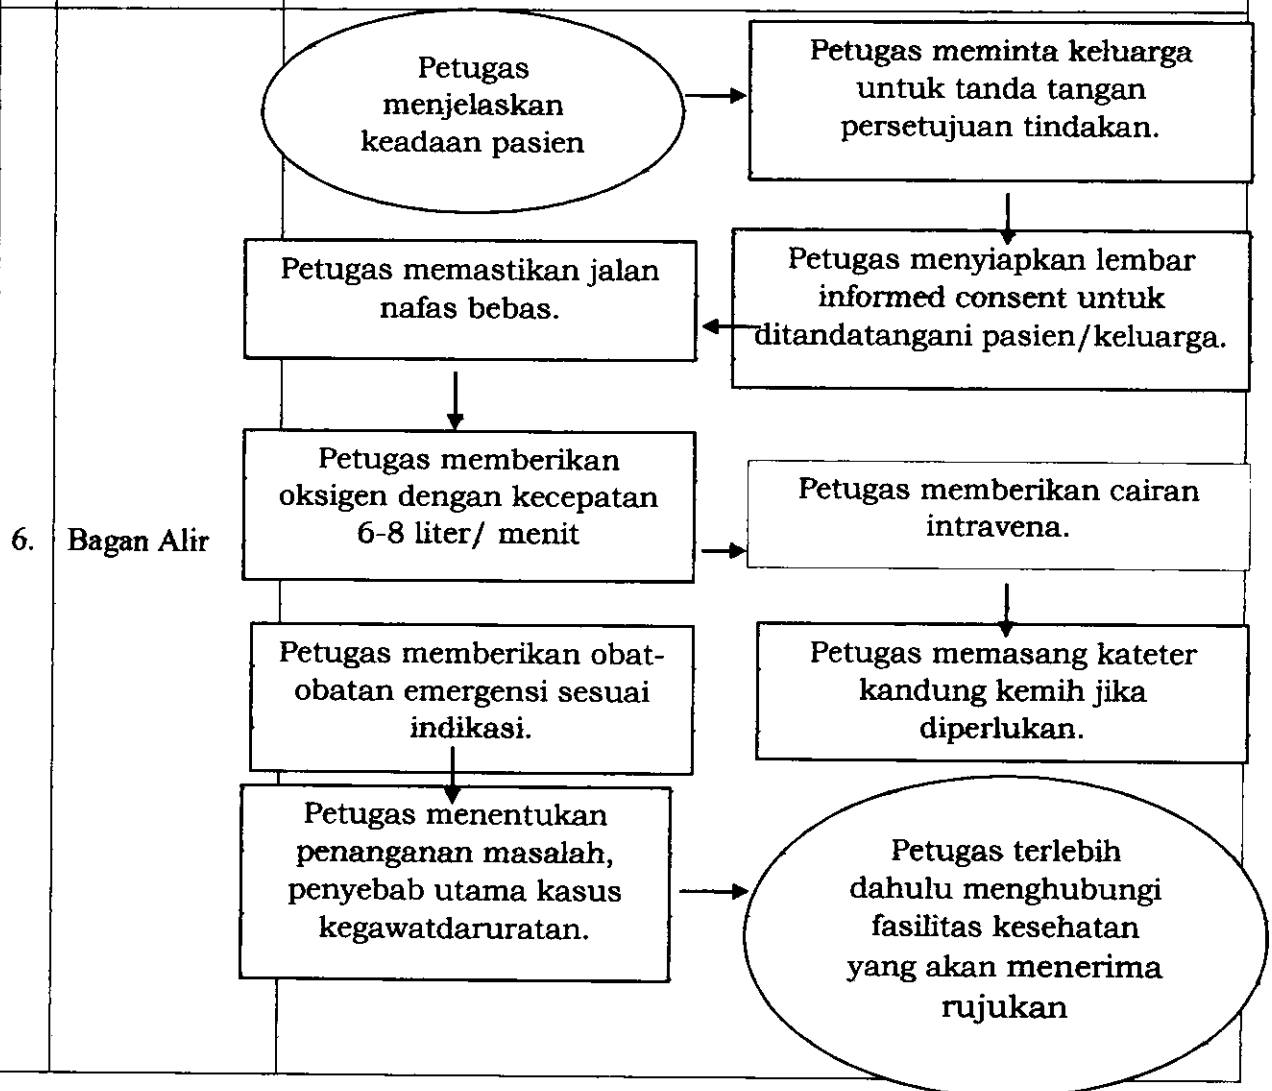 6.
Bagan Alir
Petugas
menjelaskan
keadaan pasien
Petugas meminta keluarga
untuk tanda tangan
persetujuan tindakan.
Petugas menyiapkan lembar
informed consent untuk
ditandatangani pasien/keluarga.
Petugas memastikan jalan
nafas bebas.
Petugas memberikan
oksigen dengan kecepatan
6-8 liter/ menit
Petugas memberikan cairan
intravena.
Petugas memasang kateter
kandung kemih jika
diperlukan.
Petugas memberikan obat-
obatan emergensi sesuai
indikasi.
Petugas menentukan
penanganan masalah,
penyebab utama kasus
kegawatdaruratan.
Petugas terlebih
dahulu menghubungi
fasilitas kesehatan
yang akan menerima
rujukan